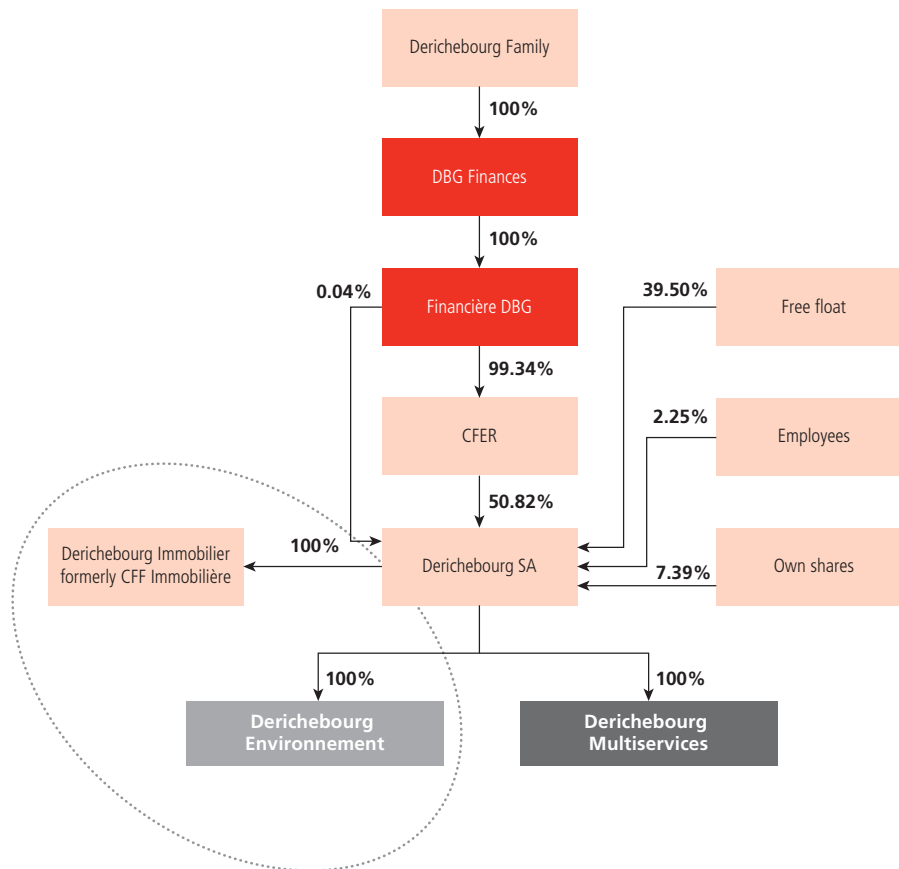 Derichebourg Family
100%
DBG Finances
100%
0.04%
Financière DBG
39.50%
Free float
99.34%
CFER
2.25%
Employees
50.82%
Derichebourg Immobilier
formerly CFF Immobilière
100%
Derichebourg SA
7.39%
Own shares
100%
100%
Derichebourg
Environnement
Derichebourg
Multiservices